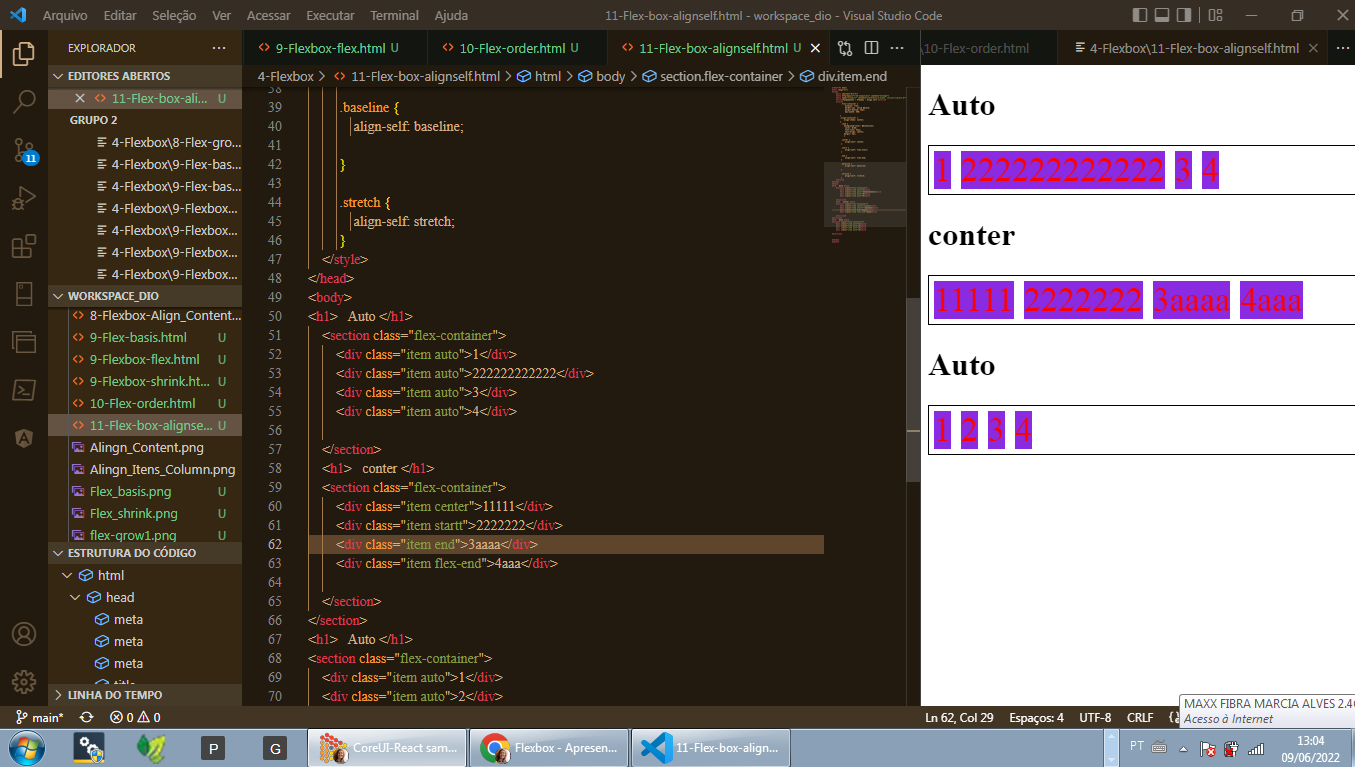 Arquivo Editar Seleção Ver Acessar Executar Terminal Ajuda
11-Flex-box-alignself.html - workspace_dio - Visual Studio Code
EXPLORADOR
EDITORES ABERTOS
11-Flex-box-ali... U
GRUPO 2
4-Flexbox\8-Flex-gro...
4-Flexbox\9-Flex-bas...
4-Flexbox\9-Flex-bas...
4-Flexbox\9-Flexbox...
4-Flexbox\9-Flexbox...
4-Flexbox\9-Flexbox...
4-Flexbox\9-Flexbox...
11
WORKSPACE_DIO
8-Flexbox-Align_Content...
9-Flex-basis.html U
9-Flexbox-flex.html U
9-Flexbox-shrink.ht... U
10-Flex-order.html U
11-Flex-box-alignse... U
Alingn_Content.png
Alingn_Itens_Column.png
Flex_basis.png U
Flex_shrink.png U
flex-grow1.png U
ESTRUTURA DO CÓDIGO
html
head
meta
meta
meta
title
LINHA DO TEMPO
9-Flexbox-flex.html U
10-Flex-order.html U
11-Flex-box-alignself.html U
4-Flexbox > 11-Flex-box-alignself.html > html > body > section.flex-container > div.item.end
38
39 .baseline {
40 align-self: baseline;
41
42 }
43
44 .stretch {
45 align-self: stretch;
46 }
47 </style>
48 </head>
49 <body>
50 <h1> Auto </h1>
51 <section class="flex-container">
52 <div class="item auto">1</div>
53 <div class="item auto">222222222222</div>
54 <div class="item auto">3</div>
55 <div class="item auto">4</div>
56
57 </section>
58 <h1> conter </h1>
59 <section class="flex-container">
60 <div class="item center">11111</div>
61 <div class="item startt">2222222</div>
62 <div class="item end">3aaaa</div>
63 <div class="item flex-end">4aaa</div>
64
65 </section>
66 </section>
67 <h1> Auto </h1>
68 <section class="flex-container">
69 <div class="item auto">1</div>
70 <div class="item auto">2</div>
\10-Flex-order.html
4-Flexbox\11-Flex-box-alignself.html
Auto
1 222222222222 3 4
conter
11111 2222222 3aaaa 4aaa
Auto
1 2 3 4
main* 0 0
Ln 62, Col 29 Espaços: 4 UTF-8 CRLF {}
MAXX FIBRA MARCIA ALVES 2.4G
Acesso à Internet
P
G
CoreUI-React sam...
Flexbox - Apresen...
11-Flex-box-align...
PT
13:04
09/06/2022